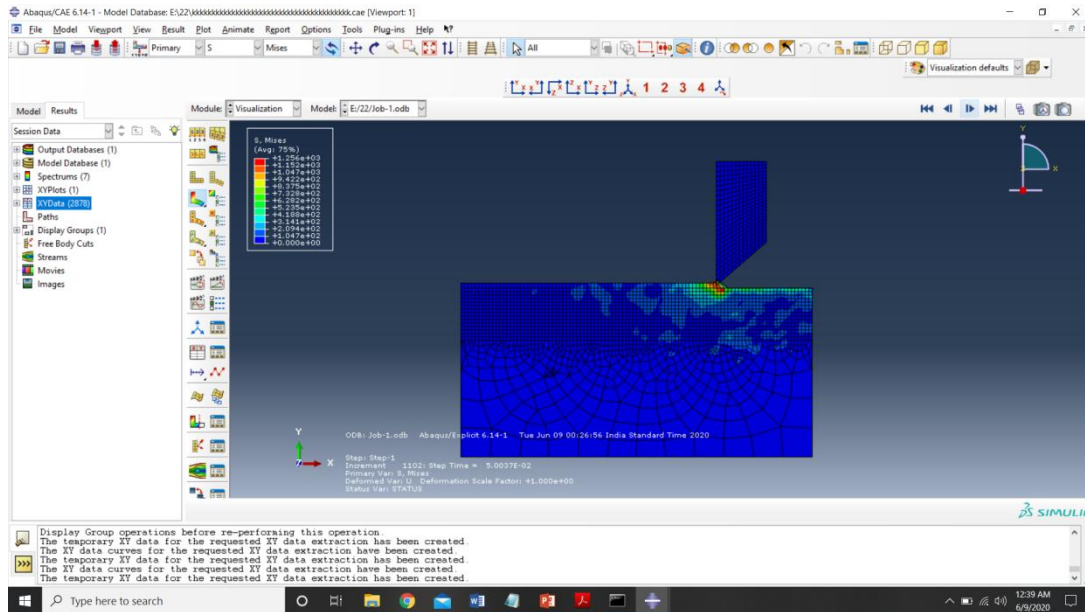 Abaqus/CAE 6.14-1 - Model Database: E:\22\kkkkkkkkkkkkkkkkkkkkkkkkkkkkkkkkkkkkkkkk.cae [Viewport: 1]
File Model Viewport View Result Plot Animate Report Options Tools Plug-ins Help
Primary S Mises All
Visualization defaults
1 2 3 4
Model Results
Module: Visualization Model: E:/22/Job-1.odb
Session Data
Output Databases (1)
Model Database (1)
Spectrums (7)
XYPlots (1)
XYData (2878)
Paths
Display Groups (1)
Free Body Cuts
Streams
Movies
Images
S, Mises
(Avg: 75%)
+1.256e+03
+1.152e+03
+1.047e+03
+9.422e+02
+8.375e+02
+7.328e+02
+6.282e+02
+5.235e+02
+4.188e+02
+3.141e+02
+2.094e+02
+1.047e+02
+0.000e+00
Y
X
Y
X
ODB: Job-1.odb Abaqus/Explicit 6.14-1 Tue Jun 09 00:26:56 India Standard Time 2020
Step: Step-1
Increment 1102: Step Time = 5.0037E-02
Primary Var: S, Mises
Deformed Var: U Deformation Scale Factor: +1.000e+00
Status Var: STATUS
SIMULIA
Display Group operations before re-performing this operation.
The temporary XY data for the requested XY data extraction has been created.
The XY data curves for the requested XY data extraction have been created.
The temporary XY data for the requested XY data extraction has been created.
The XY data curves for the requested XY data extraction have been created.
The temporary XY data for the requested XY data extraction has been created.
Type here to search
12:39 AM
6/9/2020